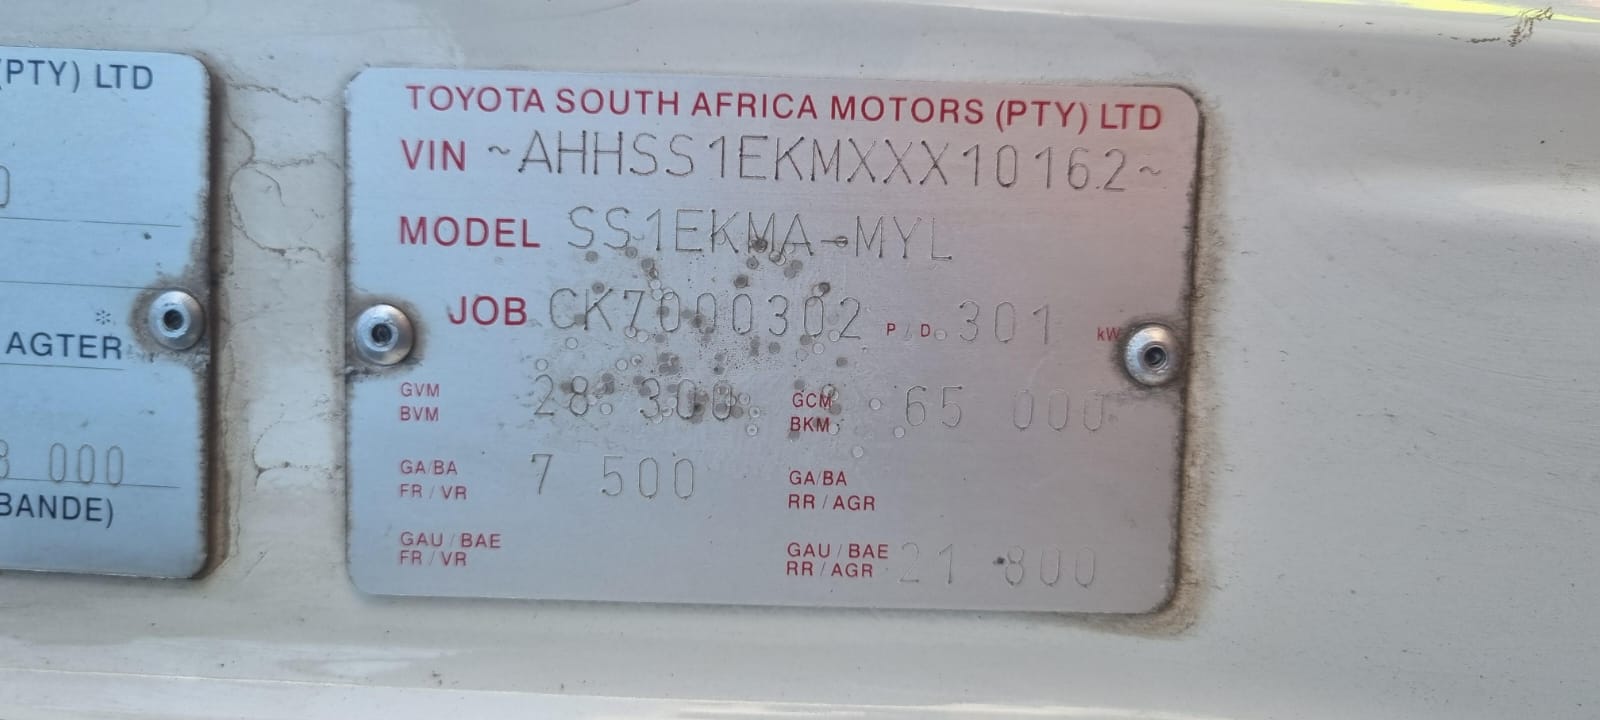 (PTY) LTD
0
*
AGTER
8 000
BANDE)
TOYOTA SOUTH AFRICA MOTORS (PTY) LTD
VIN ~AHHSS1EKMXXX10162~
MODEL SS1EKMA-MYL
JOB CK7000302 P/D. 301 kW
GVM BVM 28 300 GCM BKM 65 000
GA/BA FR/VR 7 500 GA/BA RR/AGR
GAU/BAE FR/VR GAU/BAE RR/AGR 21 800